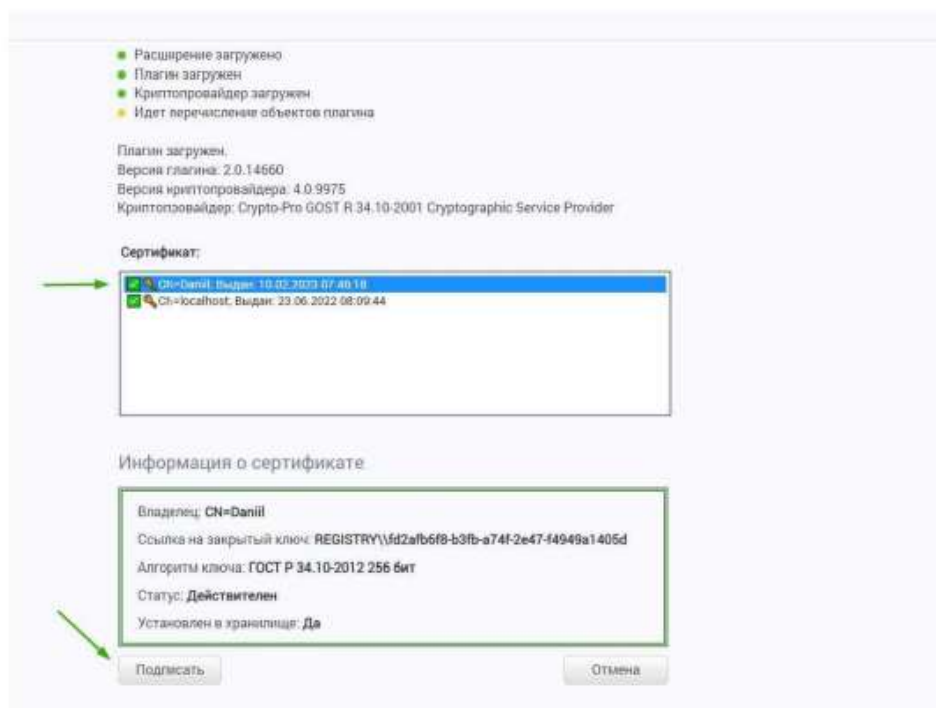 Расширение загружено
Плагин загружен
Криптопровайдер загружен
Идет перечисление объектов плагина
Плагин загружен.
Версия плагина: 2.0.14660
Версия криптопровайдера: 4.0.9975
Криптопровайдер: Crypto-Pro GOST R 34.10-2001 Cryptographic Service Provider
Сертификат:
CN=Daniil; Выдан: 10.02.2023 07:40:18
CN=localhost; Выдан: 23.06.2022 08:09:44
Информация о сертификате
Владелец: CN=Daniil
Ссылка на закрытый ключ: REGISTRY\\fd2afb6f8-b3fb-a74f-2e47-f4949a1405d
Алгоритм ключа: ГОСТ Р 34.10-2012 256 бит
Статус: Действителен
Установлен в хранилище: Да
Подписать
Отмена